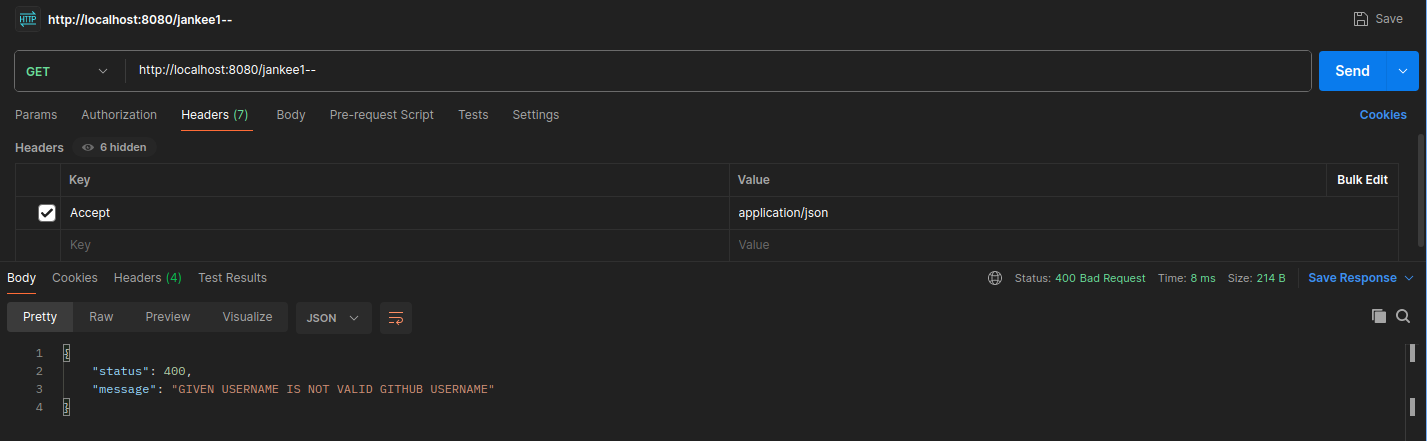 HTTP http://localhost:8080/jankee1-- Save
GET http://localhost:8080/jankee1-- Send
Params Authorization Headers (7) Body Pre-request Script Tests Settings Cookies
Headers 6 hidden
Key Value Bulk Edit
Accept application/json
Key Value
Body Cookies Headers (4) Test Results Status: 400 Bad Request Time: 8 ms Size: 214 B Save Response
Pretty Raw Preview Visualize JSON
1 {
2 "status": 400,
3 "message": "GIVEN USERNAME IS NOT VALID GITHUB USERNAME"
4 }